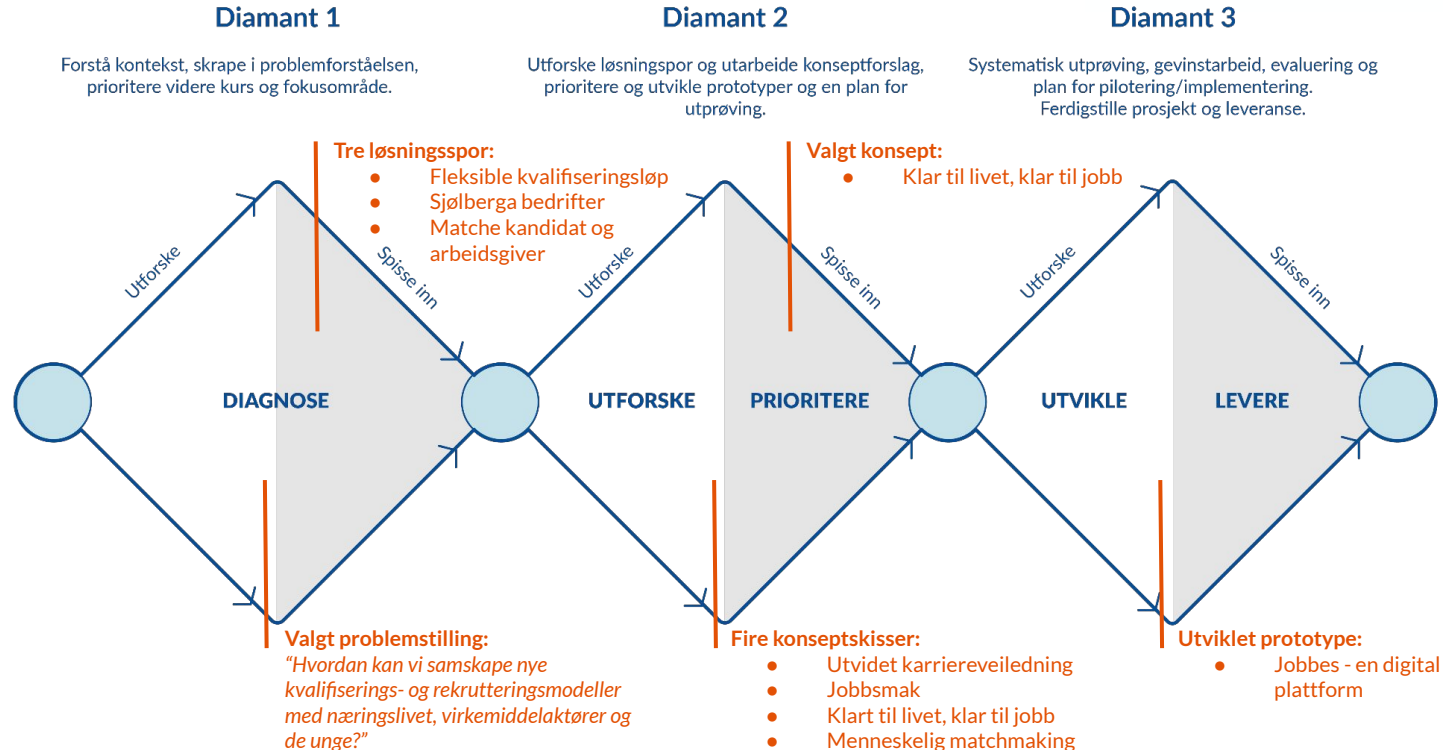 Diamant 1
Forstå kontekst, skrape i problemforståelsen,
prioritere videre kurs og fokusområde.
Diamant 2
Utforske løsningspor og utarbeide konseptforslag,
prioritere og utvikle prototyper og en plan for
utprøving.
Diamant 3
Systematisk utprøving, gevinstarbeid, evaluering og
plan for pilotering/implementering.
Ferdigstille prosjekt og leveranse.
Tre løsningsspor:
● Fleksible kvalifiseringsløp
● Sjølberga bedrifter
● Matche kandidat og
arbeidsgiver
Valgt konsept:
● Klar til livet, klar til jobb
Utforske
Spisse inn
Utforske
Spisse inn
Utforske
Spisse inn
DIAGNOSE
UTFORSKE
PRIORITERE
UTVIKLE
LEVERE
Valgt problemstilling:
“Hvordan kan vi samskape nye
kvalifiserings- og rekrutteringsmodeller
med næringslivet, virkemiddelaktører og
de unge?”
Fire konseptskisser:
● Utvidet karriereveiledning
● Jobbsmak
● Klart til livet, klar til jobb
● Menneskelig matchmaking
Utviklet prototype:
● Jobbes - en digital
plattform